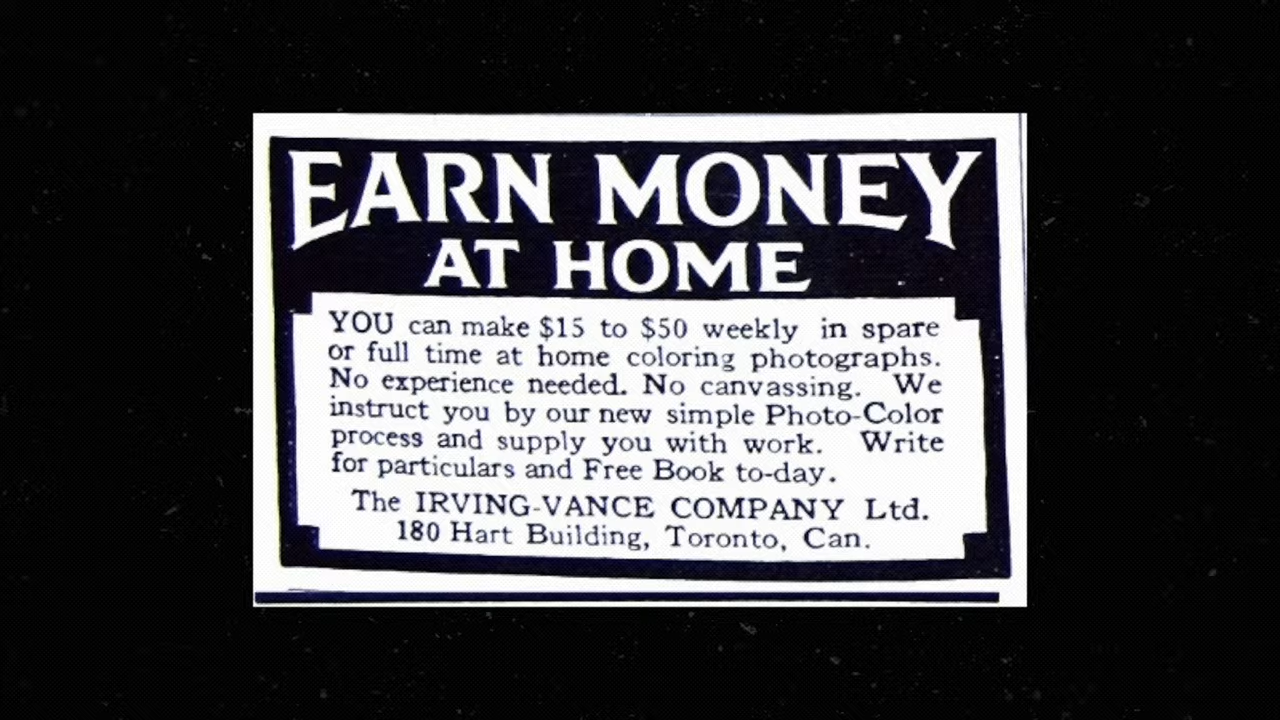 EARN MONEY
AT HOME
YOU can make $15 to $50 weekly in spare
or full time at home coloring photographs.
No experience needed. No canvassing. We
instruct you by our new simple Photo-Color
process and supply you with work. Write
for particulars and Free Book to-day.
The IRVING-VANCE COMPANY Ltd.
180 Hart Building, Toronto, Can.